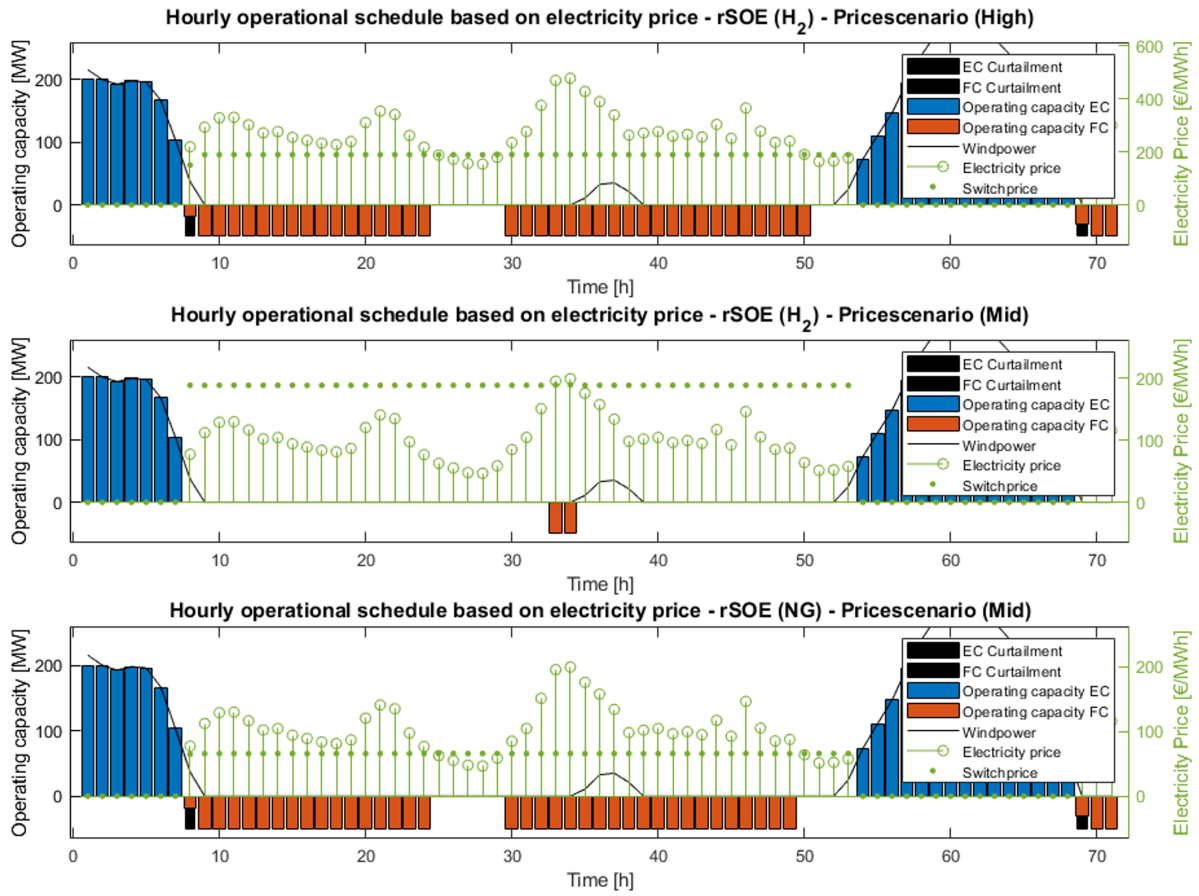 Hourly operational schedule based on electricity price - rSOE (H2) - Pricescenario (High)
Operating capacity [MW]
200
100
0
600
400
200
0
Electricity Price [€/MWh]
EC Curtailment
FC Curtailment
Operating capacity EC
Operating capacity FC
Windpower
Electricity price
Switchprice
0 10 20 30 40 50 60 70
Time [h]
Hourly operational schedule based on electricity price - rSOE (H2) - Pricescenario (Mid)
Operating capacity [MW]
200
100
0
200
100
0
Electricity Price [€/MWh]
EC Curtailment
FC Curtailment
Operating capacity EC
Operating capacity FC
Windpower
Electricity price
Switchprice
0 10 20 30 40 50 60 70
Time [h]
Hourly operational schedule based on electricity price - rSOE (NG) - Pricescenario (Mid)
Operating capacity [MW]
200
100
0
200
100
0
Electricity Price [€/MWh]
EC Curtailment
FC Curtailment
Operating capacity EC
Operating capacity FC
Windpower
Electricity price
Switchprice
0 10 20 30 40 50 60 70
Time [h]